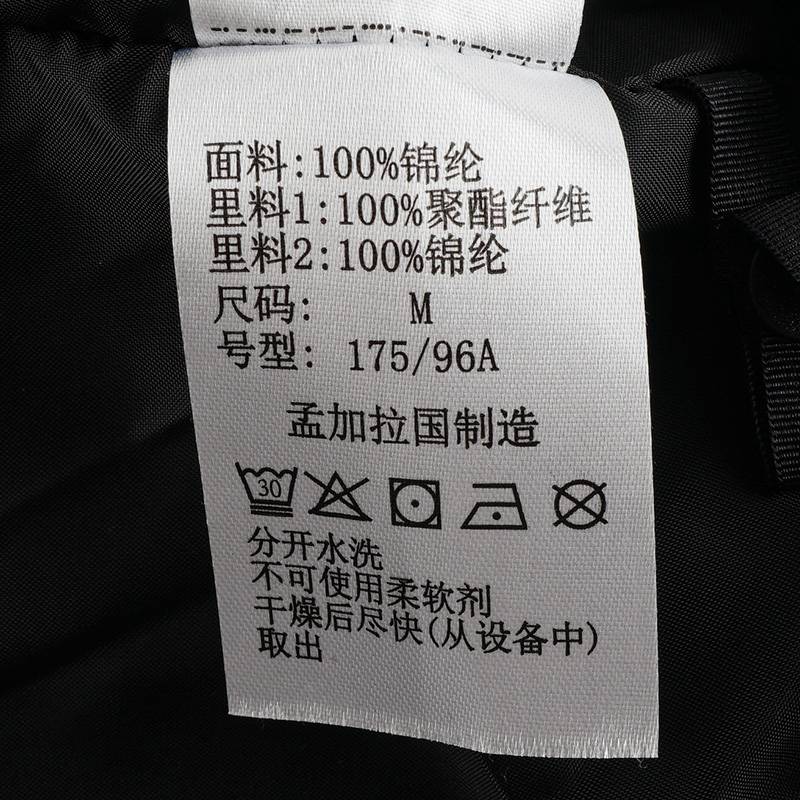 面料:100%锦纶
里料1:100%聚酯纤维
里料2:100%锦纶
尺码: M
号型: 175/96A
孟加拉国制造
30
分开水洗
不可使用柔软剂
干燥后尽快(从设备中)
取出